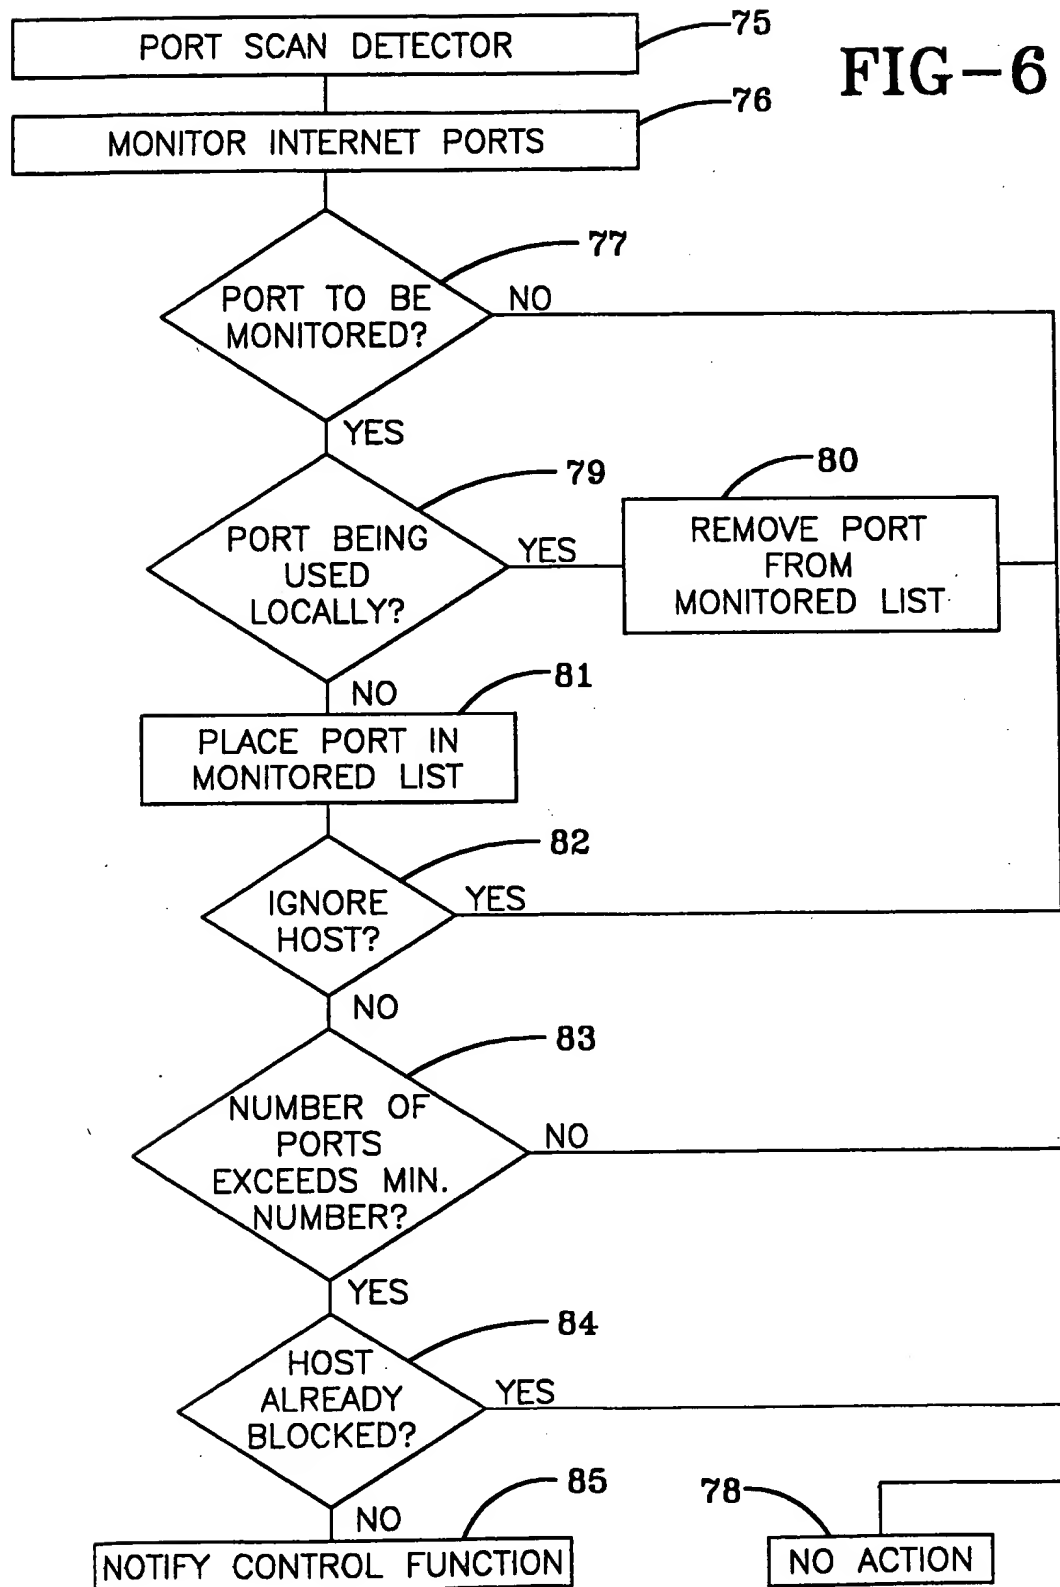 PORT SCAN DETECTOR
75
FIG-6
MONITOR INTERNET PORTS
76
77
PORT TO BE
MONITORED?
NO
YES
79
PORT BEING
USED
LOCALLY?
YES
80
REMOVE PORT
FROM
MONITORED LIST
NO
81
PLACE PORT IN
MONITORED LIST
82
IGNORE
HOST?
YES
NO
83
NUMBER OF
PORTS
EXCEEDS MIN.
NUMBER?
NO
YES
84
HOST
ALREADY
BLOCKED?
YES
NO
85
NOTIFY CONTROL FUNCTION
78
NO ACTION